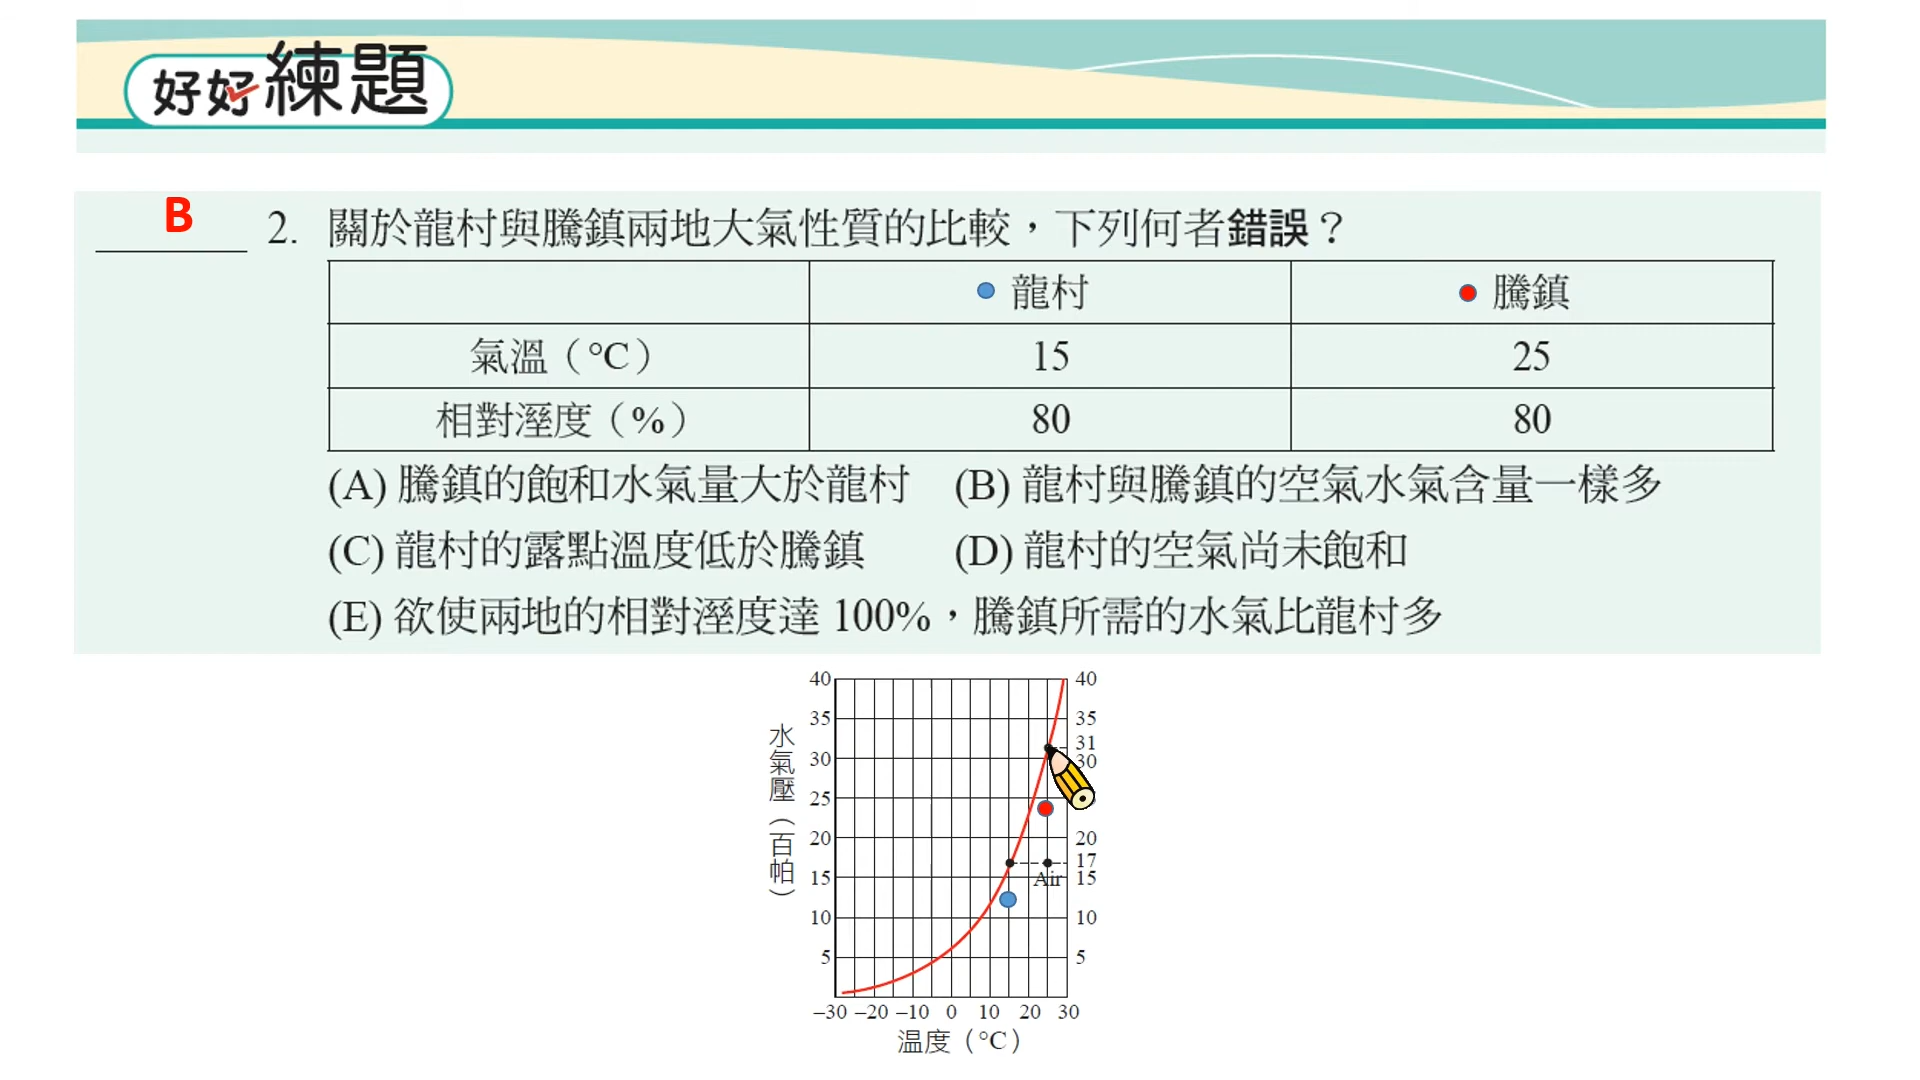 好好練題
B
2. 關於龍村與騰鎮兩地大氣性質的比較，下列何者錯誤？
龍村 騰鎮
氣溫（°C） 15 25
相對溼度（%） 80 80
(A) 騰鎮的飽和水氣量大於龍村 (B) 龍村與騰鎮的空氣水氣含量一樣多
(C) 龍村的露點溫度低於騰鎮 (D) 龍村的空氣尚未飽和
(E) 欲使兩地的相對溼度達 100%，騰鎮所需的水氣比龍村多
40 40
35 35
31
30 30
25
20 20
17
15 Air 15
10 10
5 5
水氣壓（百帕）
–30 –20 –10 0 10 20 30
溫度（°C）